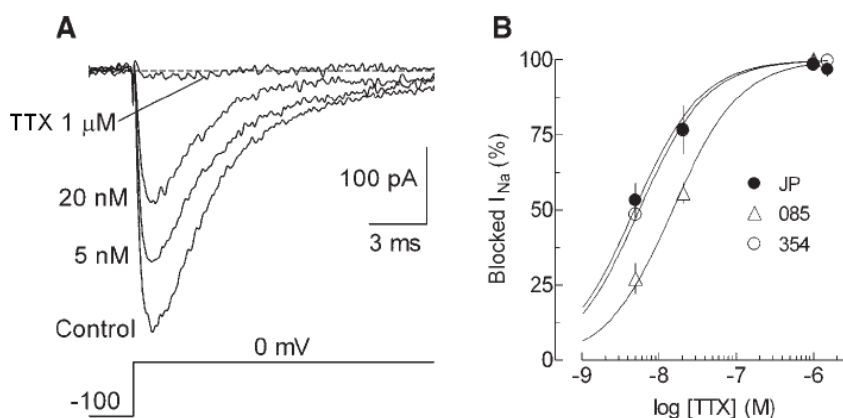 A
TTX 1 μM
20 nM
5 nM
Control
100 pA
3 ms
0 mV
-100
B
Blocked I_Na (%)
100
75
50
25
0
JP
085
354
-9 -8 -7 -6
log [TTX] (M)